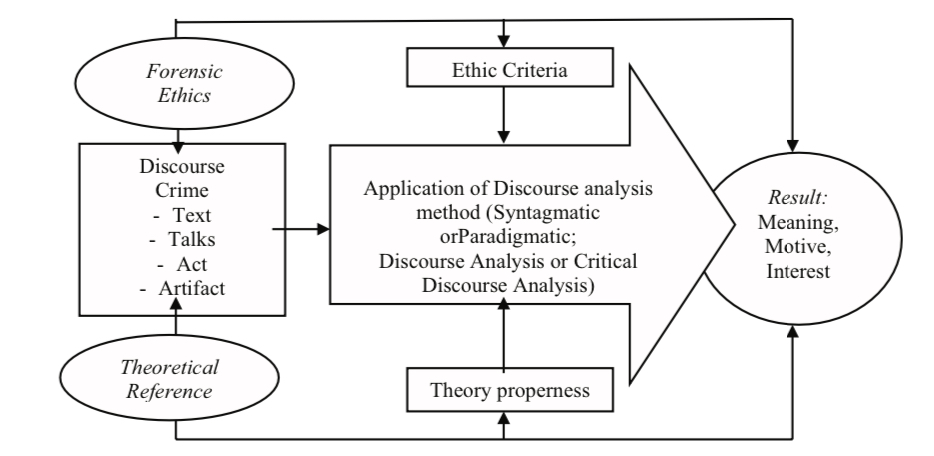 Forensic
Ethics
Ethic Criteria
Discourse
Crime
- Text
- Talks
- Act
- Artifact
Application of Discourse analysis
method (Syntagmatic
orParadigmatic;
Discourse Analysis or Critical
Discourse Analysis)
Result:
Meaning,
Motive,
Interest
Theoretical
Reference
Theory properness